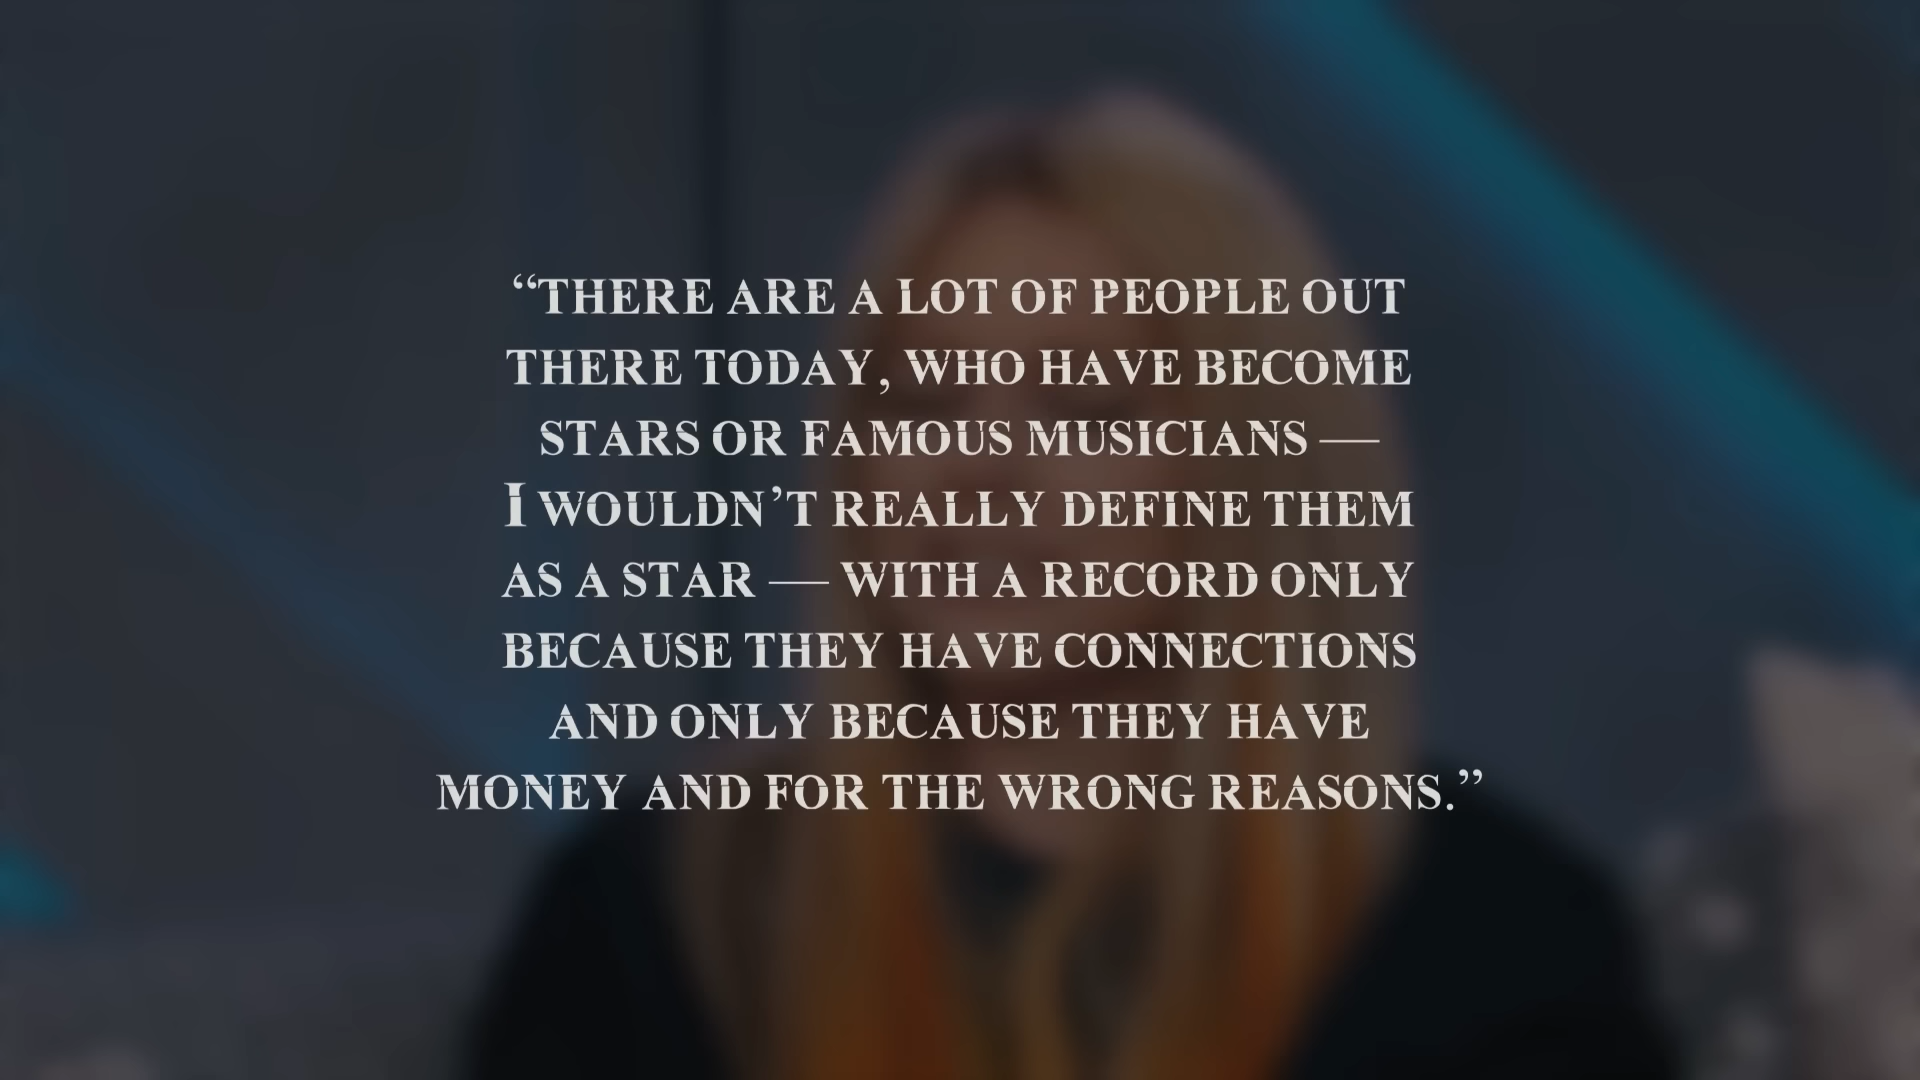 “THERE ARE A LOT OF PEOPLE OUT
THERE TODAY, WHO HAVE BECOME
STARS OR FAMOUS MUSICIANS —
I WOULDN’T REALLY DEFINE THEM
AS A STAR — WITH A RECORD ONLY
BECAUSE THEY HAVE CONNECTIONS
AND ONLY BECAUSE THEY HAVE
MONEY AND FOR THE WRONG REASONS.”